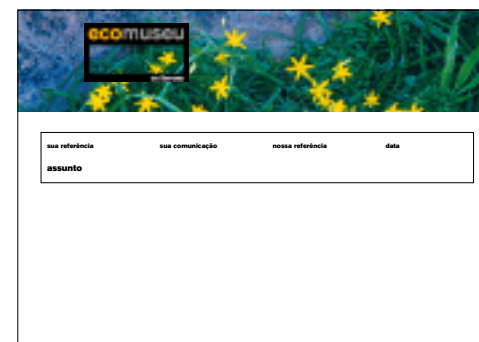 ecomuseu
sua referência sua comunicação nossa referência data
assunto